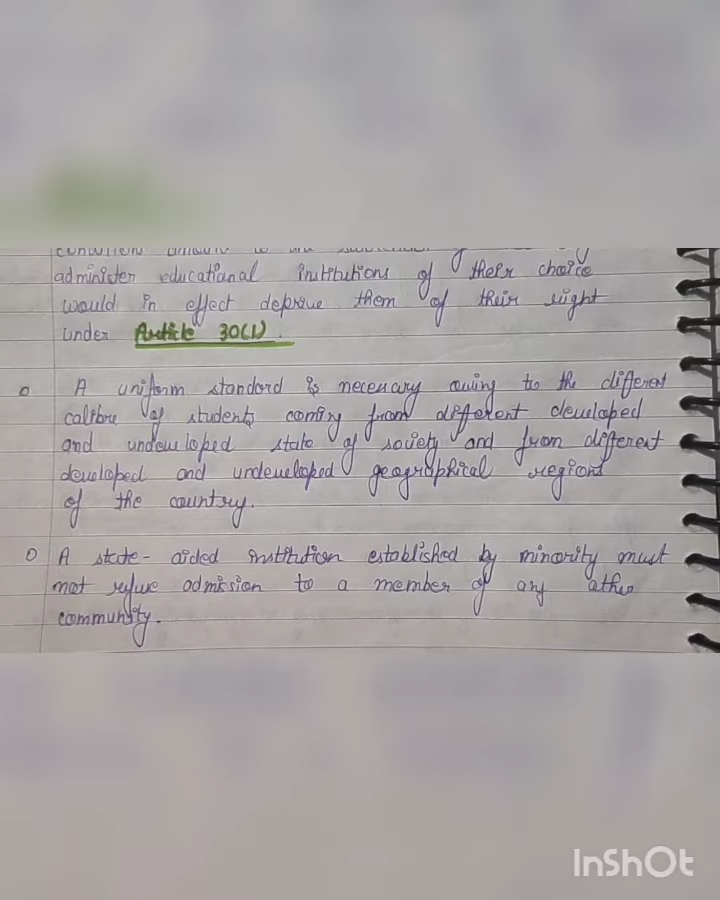 administer educational institutions of their choice
would in effect deprive them of their right
under Article 30(1).
o A uniform standard is necessary owing to the different
calibre of students coming from different developed
and undeveloped state of society and from different
developed and undeveloped geographical regions
of the country.
o A state-aided institution established by minority must
not refuse admission to a member of any other
community.
InShOt